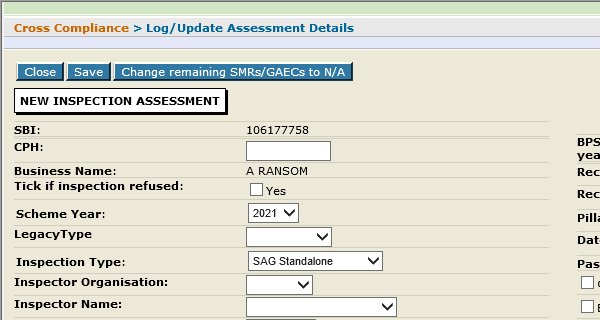 Cross Compliance > Log/Update Assessment Details
Close Save Change remaining SMRs/GAECs to N/A
NEW INSPECTION ASSESSMENT
SBI: 106177758
CPH:
BPS
yea
Business Name: A RANSOM
Rec
Tick if inspection refused: Yes
Rec
Scheme Year: 2021
Pilla
LegacyType
Dat
Inspection Type: SAG Standalone
Pas
Inspector Organisation:
Inspector Name: